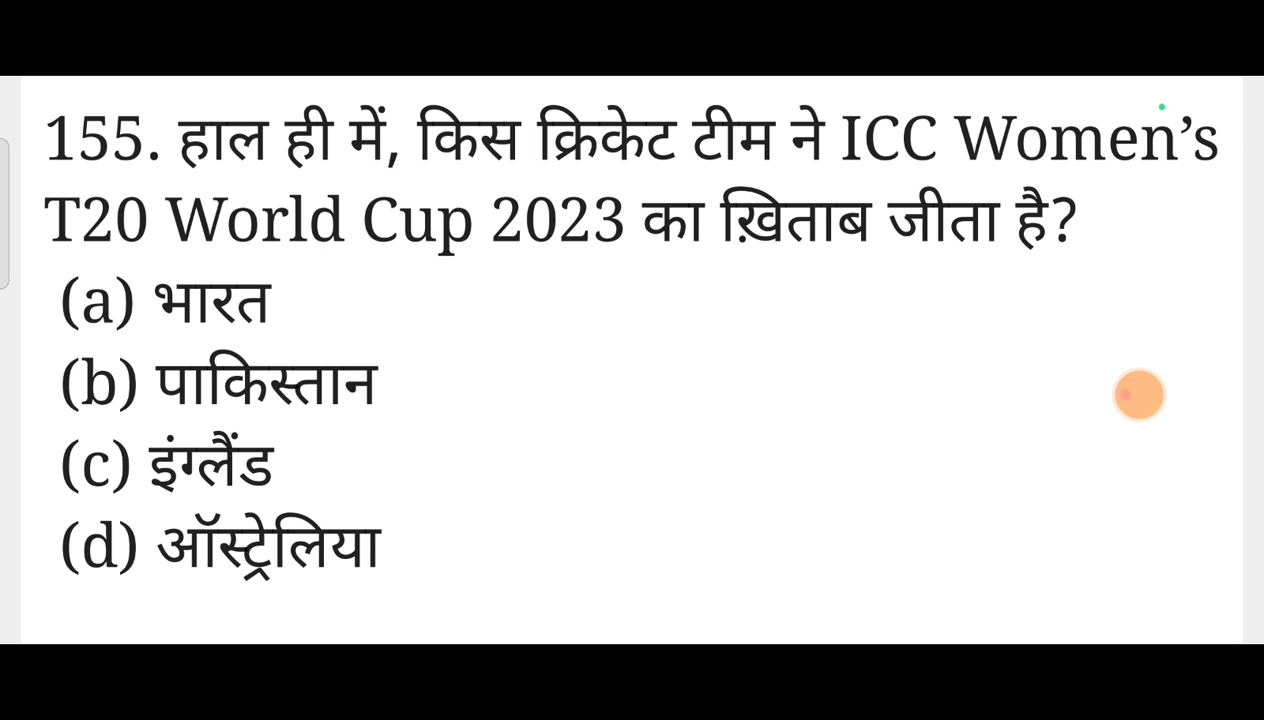 155. हाल ही में, किस क्रिकेट टीम ने ICC Women’s
T20 World Cup 2023 का ख़िताब जीता है?
(a) भारत
(b) पाकिस्तान
(c) इंग्लैंड
(d) ऑस्ट्रेलिया